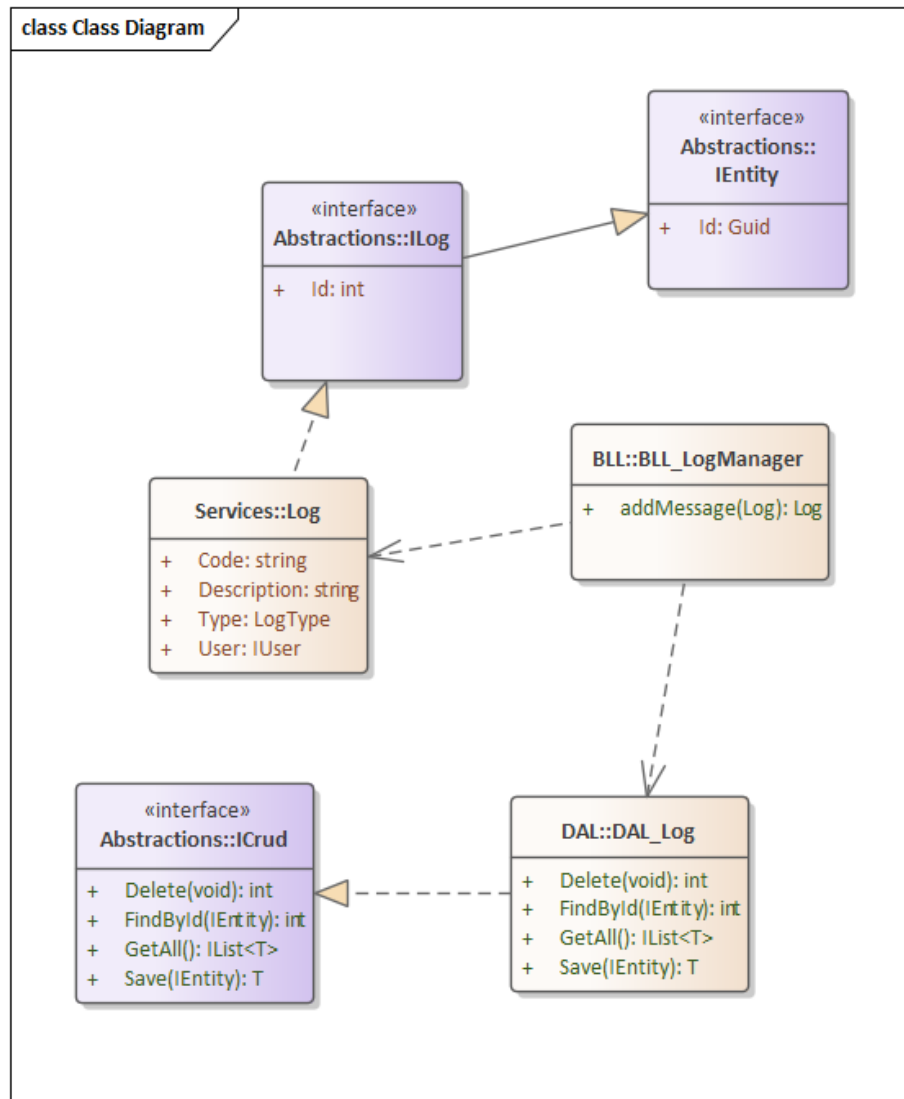 class Class Diagram
«interface»
Abstractions::
IEntity
+ Id: Guid
«interface»
Abstractions::ILog
+ Id: int
BLL::BLL_LogManager
+ addMessage(Log): Log
Services::Log
+ Code: string
+ Description: string
+ Type: LogType
+ User: IUser
«interface»
Abstractions::ICrud
+ Delete(void): int
+ FindById(IEntity): int
+ GetAll(): IList<T>
+ Save(IEntity): T
DAL::DAL_Log
+ Delete(void): int
+ FindById(IEntity): int
+ GetAll(): IList<T>
+ Save(IEntity): T